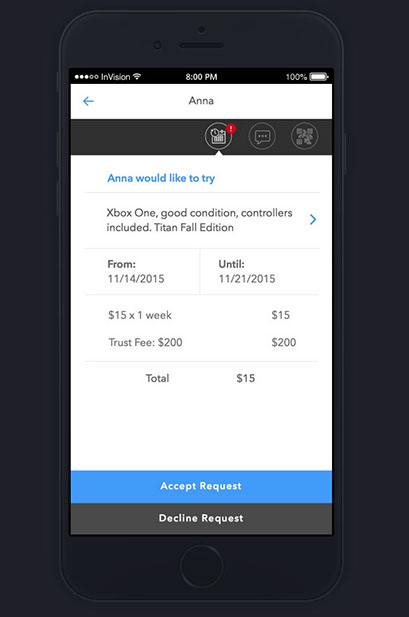 InVision 8:00 PM 100%
Anna
!
Anna would like to try
Xbox One, good condition, controllers
included. Titan Fall Edition
From: Until:
11/14/2015 11/21/2015
$15 x 1 week $15
Trust Fee: $200 $200
Total $15
Accept Request
Decline Request